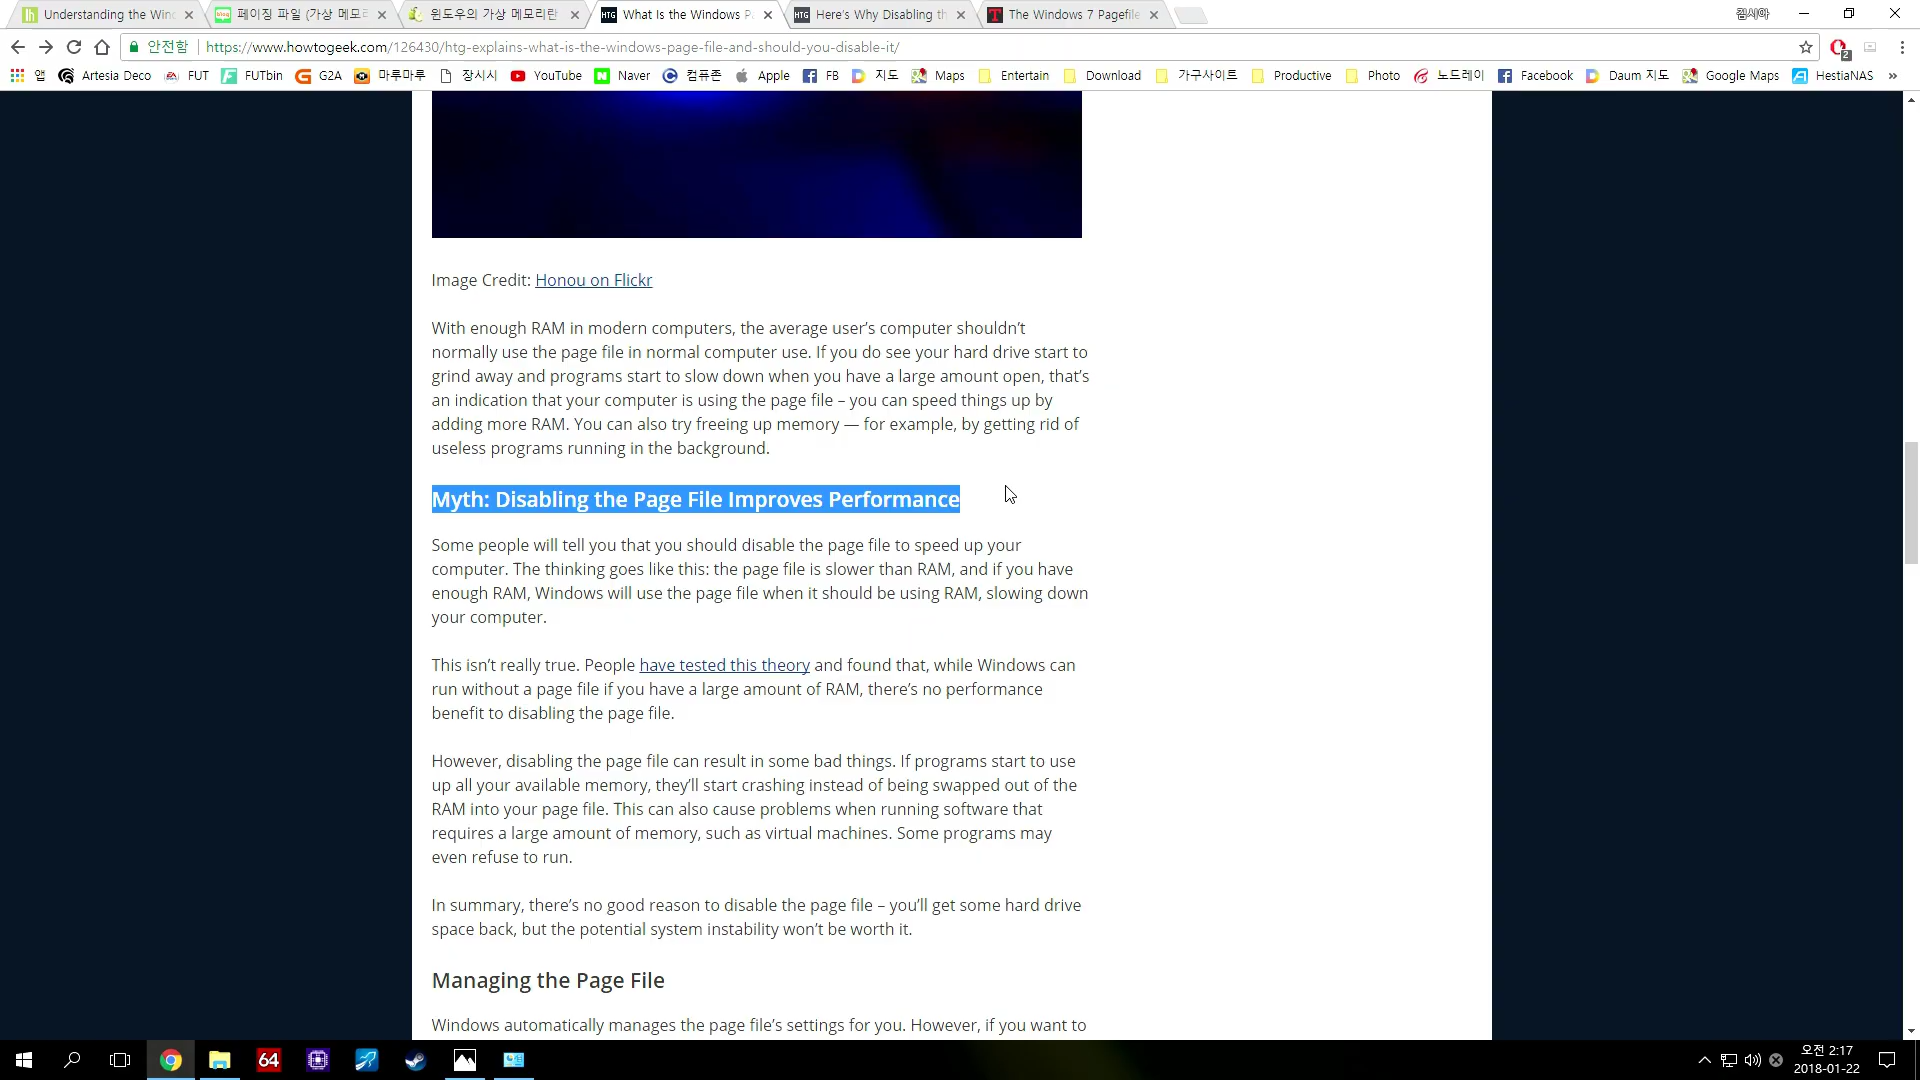 Understanding the Win
페이징 파일 (가상 메모리
윈도우의 가상 메모리란
What Is the Windows P
Here's Why Disabling th
The Windows 7 Pagefile
안전함
https://www.howtogeek.com/126430/htg-explains-what-is-the-windows-page-file-and-should-you-disable-it/
앱
Artesia Deco
FUT
FUTbin
G2A
마루마루
장시시
YouTube
Naver
컴퓨존
Apple
FB
지도
Maps
Entertain
Download
가구사이트
Productive
Photo
노드레이
Facebook
Daum 지도
Google Maps
HestiaNAS
»
Image Credit: Honou on Flickr
With enough RAM in modern computers, the average user's computer shouldn't
normally use the page file in normal computer use. If you do see your hard drive start to
grind away and programs start to slow down when you have a large amount open, that's
an indication that your computer is using the page file – you can speed things up by
adding more RAM. You can also try freeing up memory — for example, by getting rid of
useless programs running in the background.
Myth: Disabling the Page File Improves Performance
Some people will tell you that you should disable the page file to speed up your
computer. The thinking goes like this: the page file is slower than RAM, and if you have
enough RAM, Windows will use the page file when it should be using RAM, slowing down
your computer.
This isn't really true. People have tested this theory and found that, while Windows can
run without a page file if you have a large amount of RAM, there's no performance
benefit to disabling the page file.
However, disabling the page file can result in some bad things. If programs start to use
up all your available memory, they'll start crashing instead of being swapped out of the
RAM into your page file. This can also cause problems when running software that
requires a large amount of memory, such as virtual machines. Some programs may
even refuse to run.
In summary, there's no good reason to disable the page file – you'll get some hard drive
space back, but the potential system instability won't be worth it.
Managing the Page File
Windows automatically manages the page file's settings for you. However, if you want to
64
오전 2:17
2018-01-22